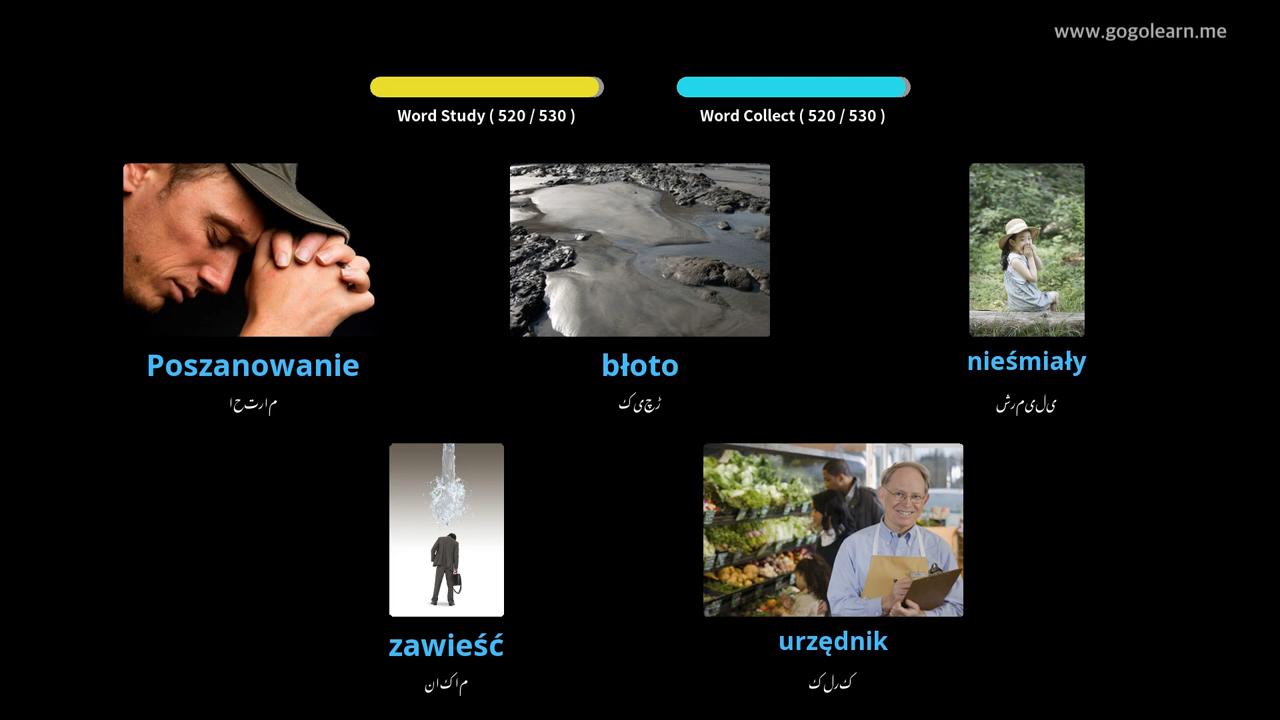 www.gogolearn.me
Word Study ( 520 / 530 )
Word Collect ( 520 / 530 )
Poszanowanie
احترام
błoto
کیچڑ
nieśmiały
شرمیلی
zawieść
ناکام
urzędnik
کلرک